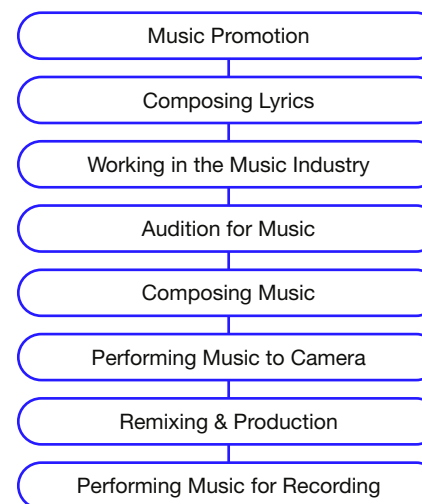 Music Promotion
Composing Lyrics
Working in the Music Industry
Audition for Music
Composing Music
Performing Music to Camera
Remixing & Production
Performing Music for Recording